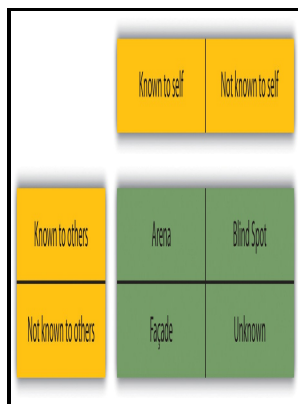 Known to self Not known to self
Known to others Arena Blind Spot
Not known to others Façade Unknown